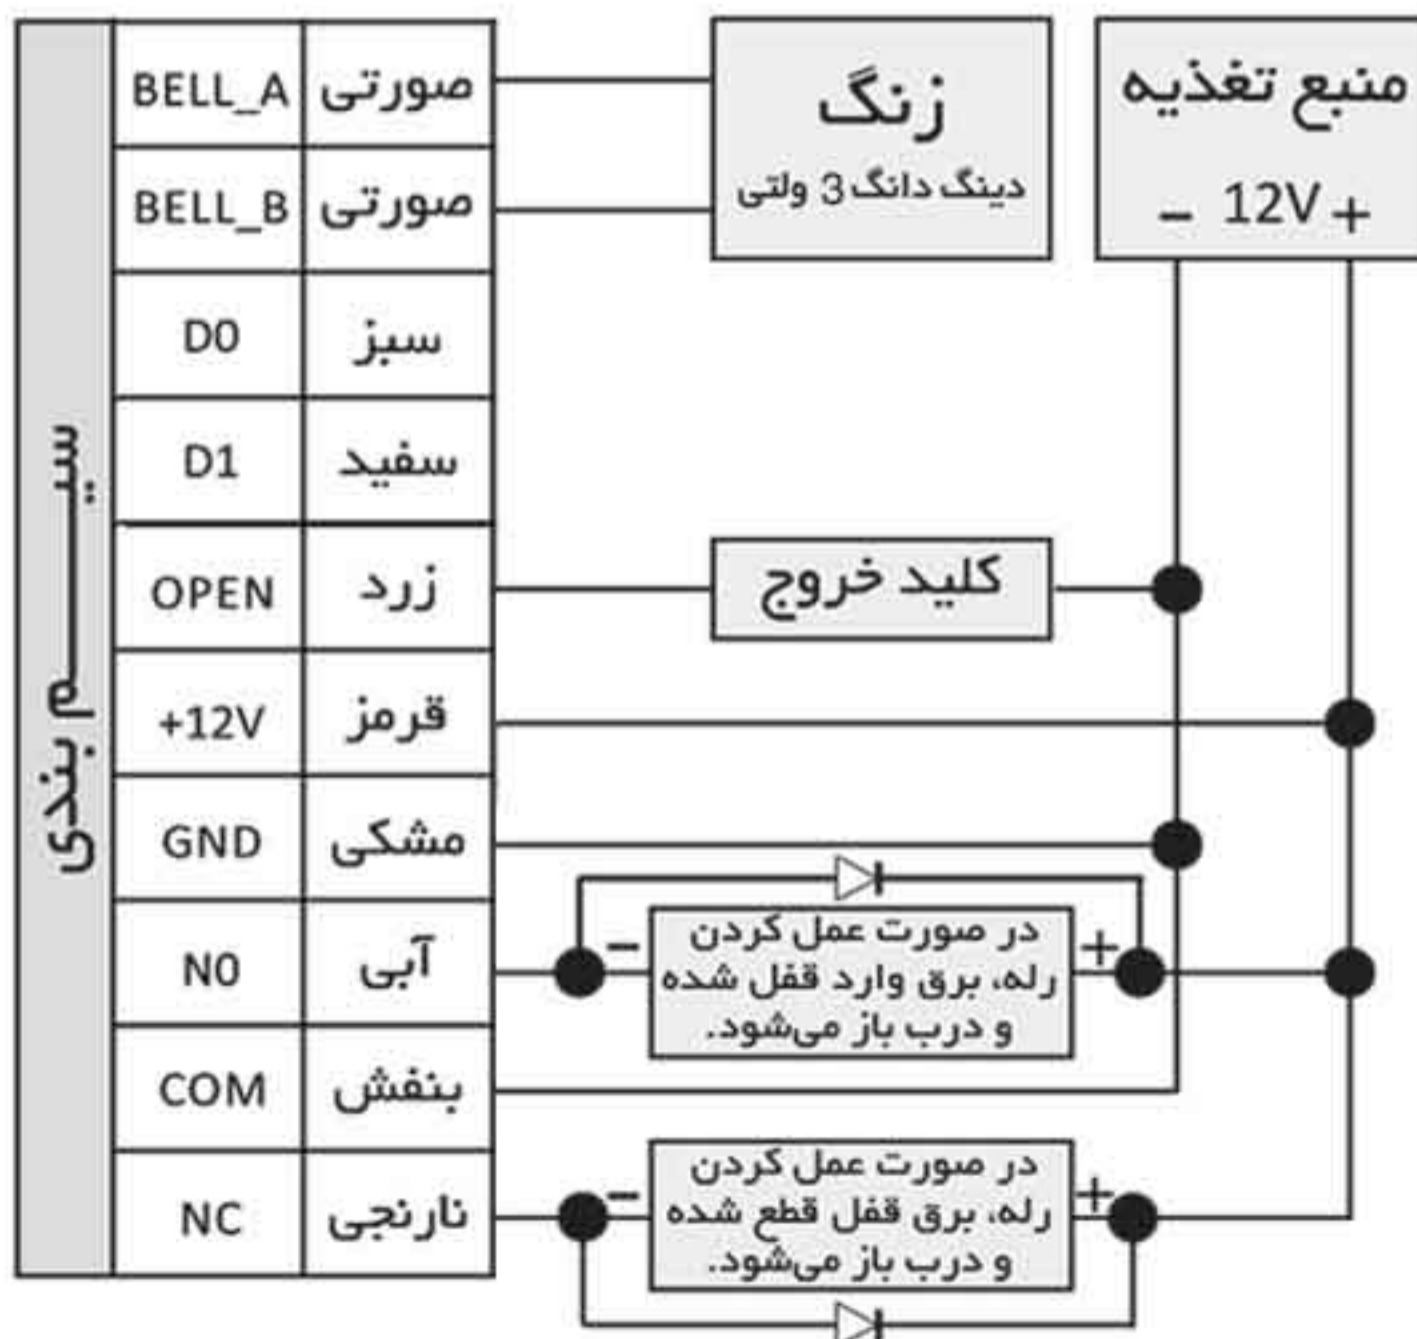 سیم بندی
BELL_A صورتی
BELL_B صورتی
D0 سبز
D1 سفید
OPEN زرد
+12V قرمز
GND مشکی
N0 آبی
COM بنفش
NC نارنجی
زنگ
دینگ دانگ 3 ولتی
منبع تغذیه
- 12V +
کلید خروج
- +
در صورت عمل کردن
رله، برق وارد قفل شده
و درب باز می‌شود.
- +
در صورت عمل کردن
رله، برق قفل قطع شده
و درب باز می‌شود.